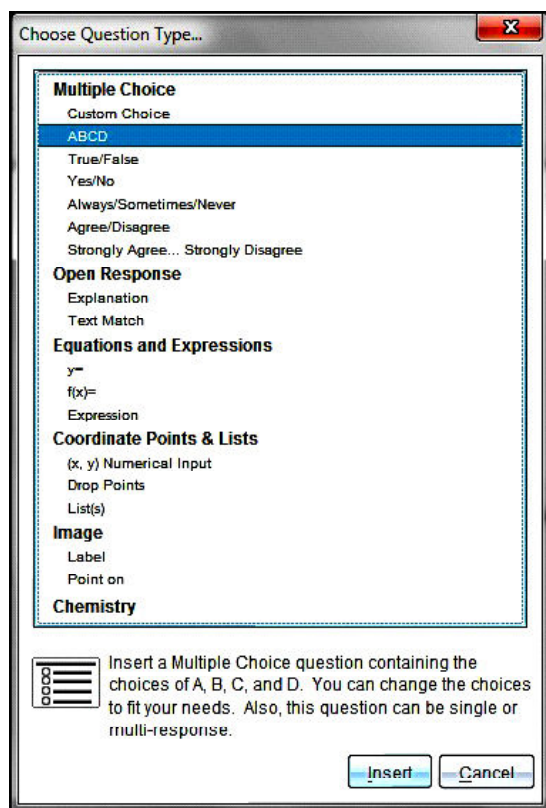 Choose Question Type...
Multiple Choice
Custom Choice
ABCD
True/False
Yes/No
Always/Sometimes/Never
Agree/Disagree
Strongly Agree... Strongly Disagree
Open Response
Explanation
Text Match
Equations and Expressions
y=
f(x)=
Expression
Coordinate Points & Lists
(x, y) Numerical Input
Drop Points
List(s)
Image
Label
Point on
Chemistry
Insert a Multiple Choice question containing the
choices of A, B, C, and D. You can change the choices
to fit your needs. Also, this question can be single or
multi-response.
Insert
Cancel